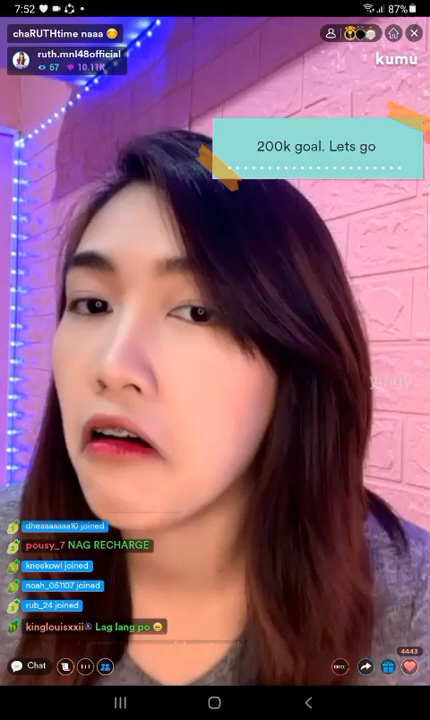 7:52
87%
chaRUTHtime naaa
ruth.mnl48official
67 10.11K
kumu
200k goal. Lets go
dheaaaaaaa10 joined
pousy_7 NAG RECHARGE
kneekowl joined
noah_051107 joined
rub_24 joined
kinglouisxxii Lag lang po
4443
Chat